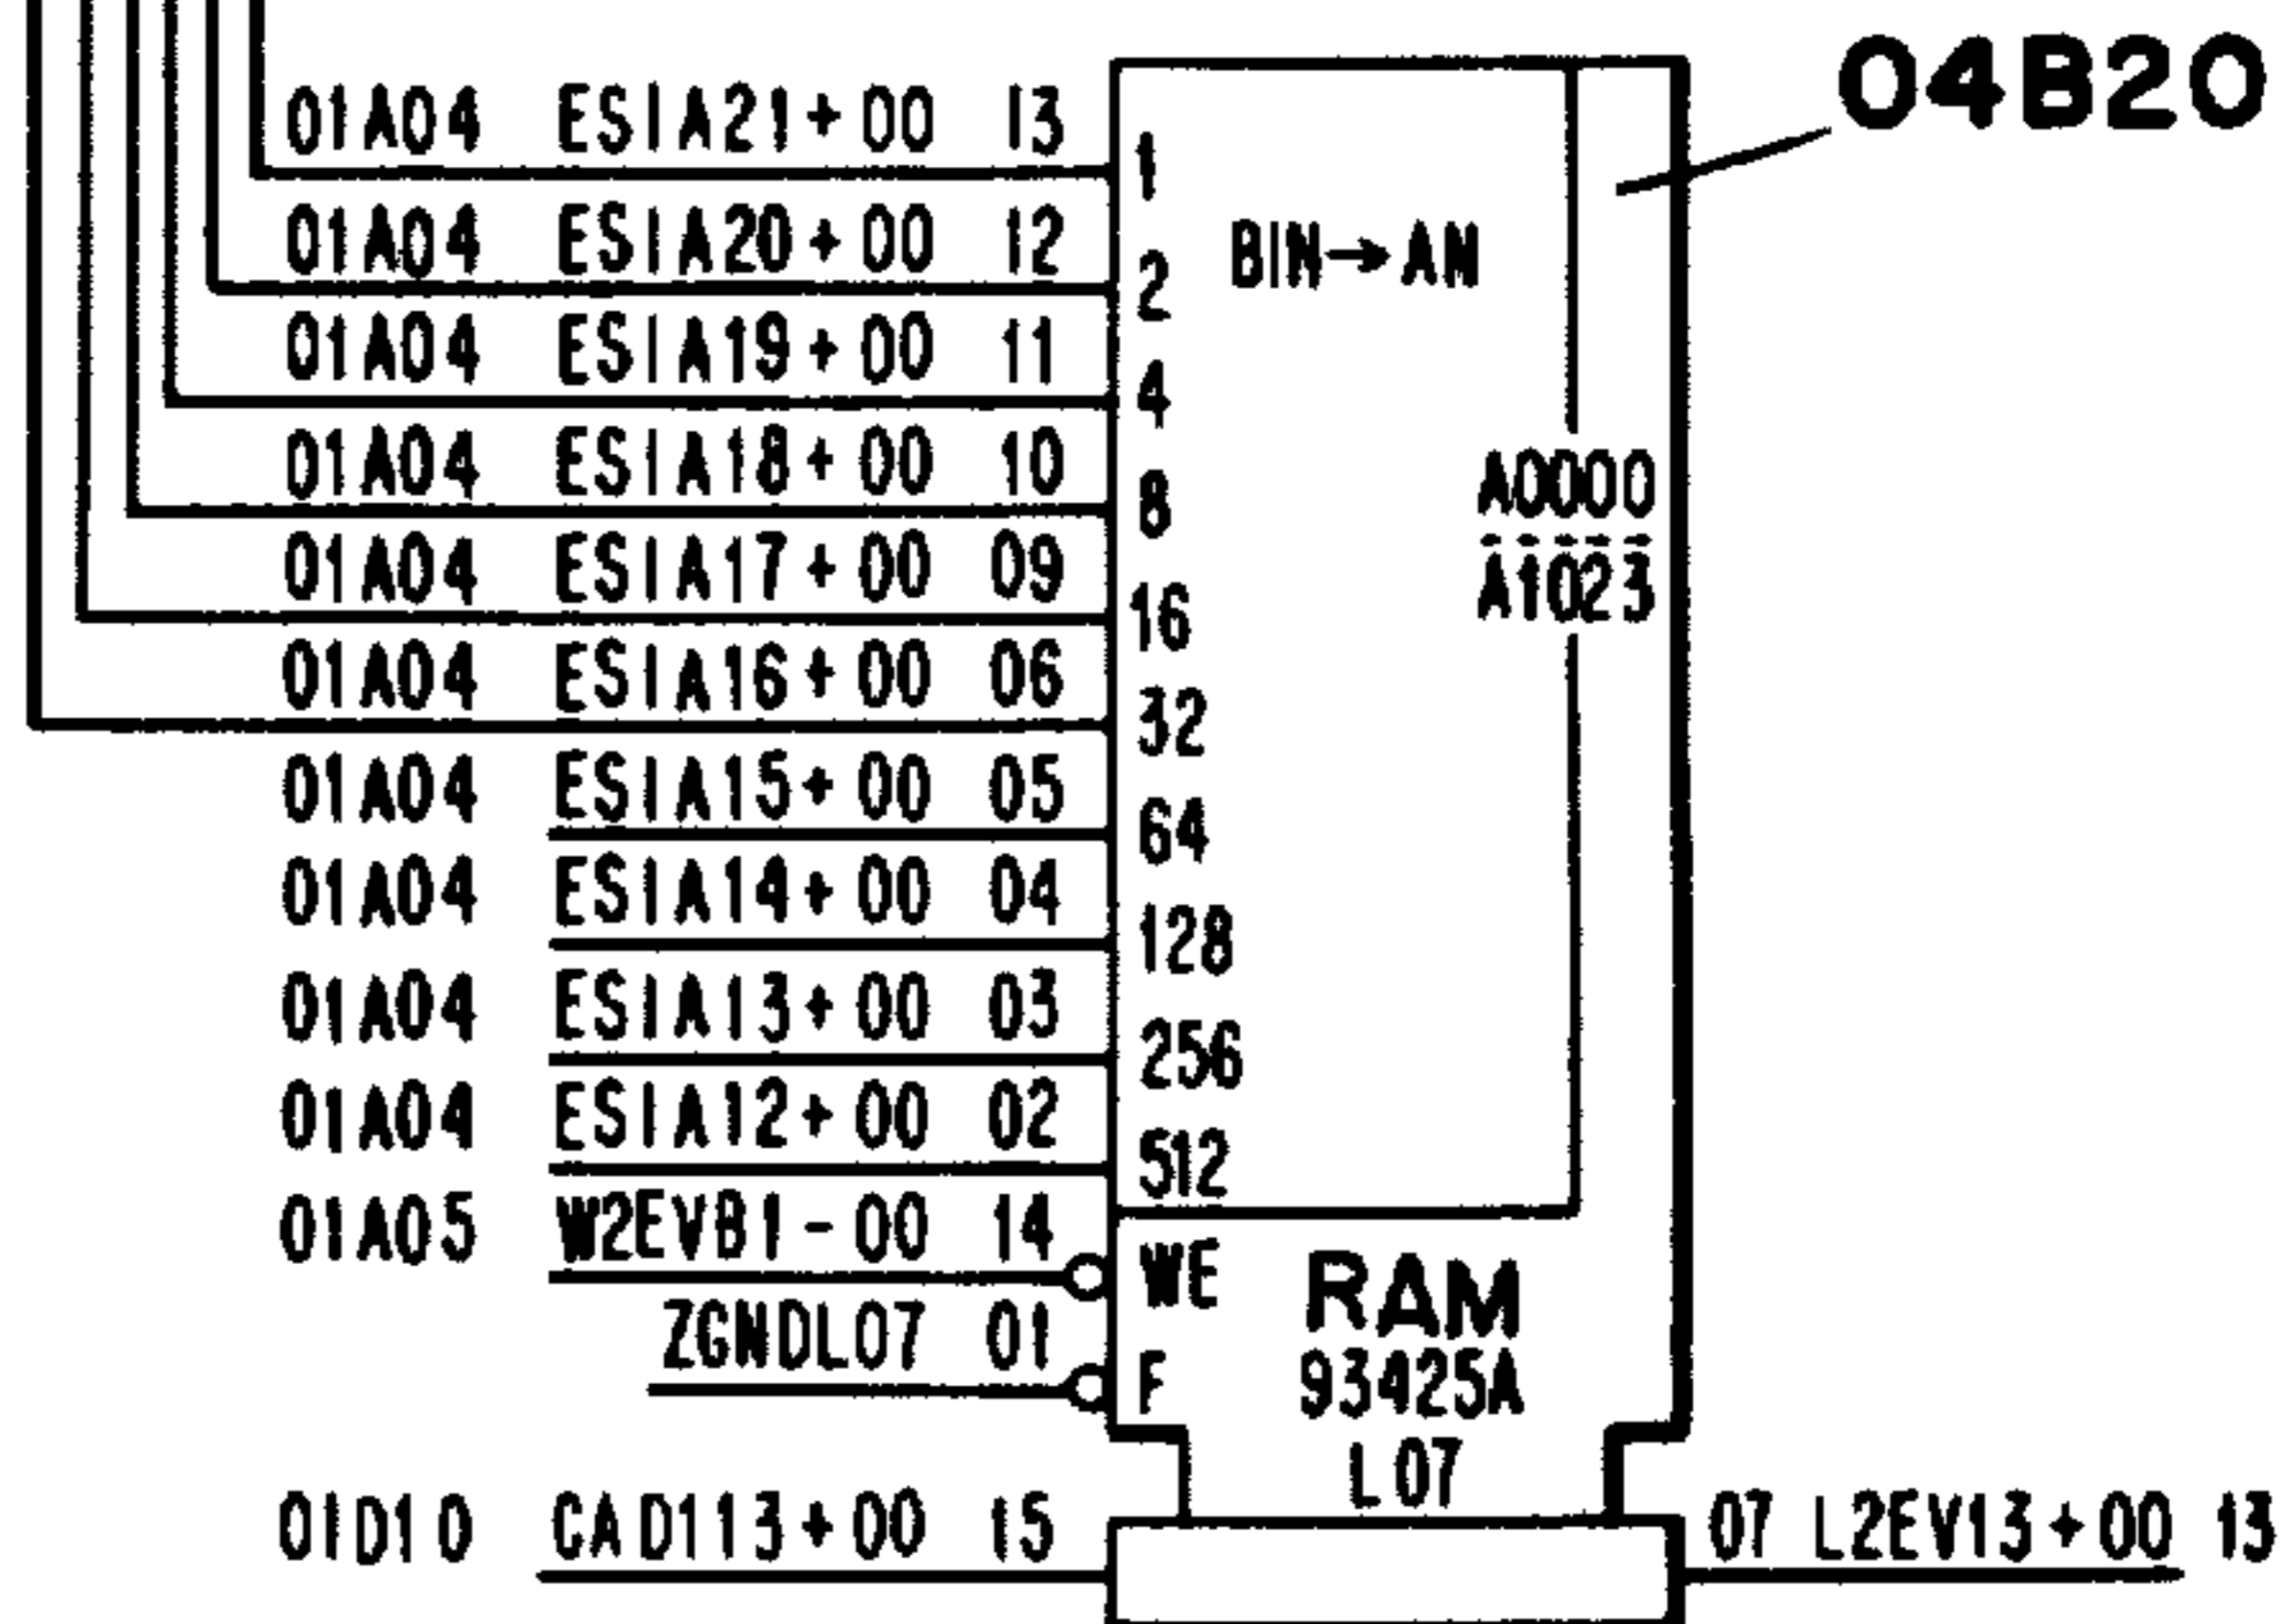 04B20
01A04 ESIA21+00 13 1
BIN→AN
01A04 ESIA20+00 12 2
01A04 ESIA19+00 11 4
01A04 ESIA18+00 10 8
A0000
01A04 ESIA17+00 09 16
A1023
01A04 ESIA16+00 06 32
01A04 ESIA15+00 05 64
01A04 ESIA14+00 04 128
01A04 ESIA13+00 03 256
01A04 ESIA12+00 02 512
01A05 W2EVB1-00 14 WE
RAM
ZGNDL07 01 F
93425A
L07
01D10 CAD113+00 15
07 L2EV13+00 13